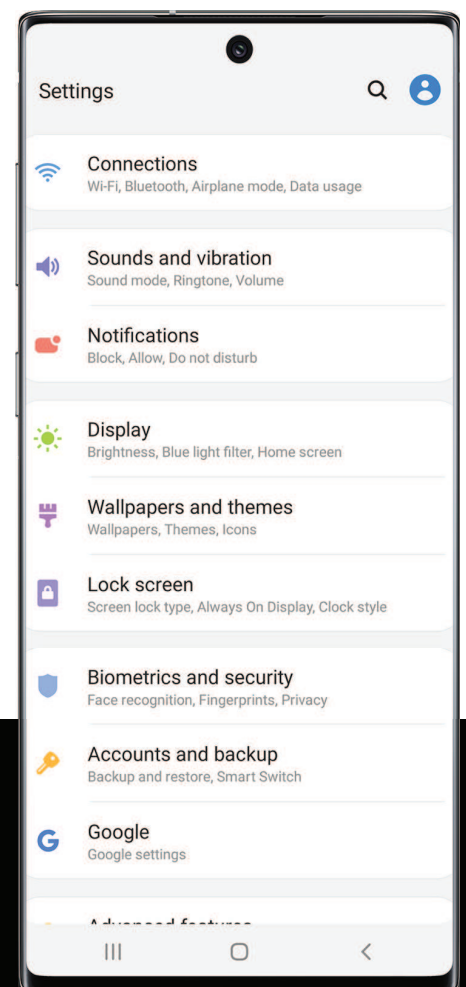 Settings
Connections
Wi-Fi, Bluetooth, Airplane mode, Data usage
Sounds and vibration
Sound mode, Ringtone, Volume
Notifications
Block, Allow, Do not disturb
Display
Brightness, Blue light filter, Home screen
Wallpapers and themes
Wallpapers, Themes, Icons
Lock screen
Screen lock type, Always On Display, Clock style
Biometrics and security
Face recognition, Fingerprints, Privacy
Accounts and backup
Backup and restore, Smart Switch
G
Google
Google settings
Advanced features